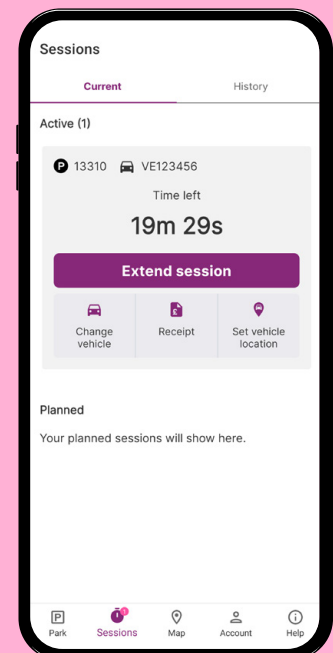 Sessions
Current History
Active (1)
P 13310 VE123456
Time left
19m 29s
Extend session
Change vehicle
Receipt
Set vehicle location
Planned
Your planned sessions will show here.
P
1
Park Sessions Map Account Help